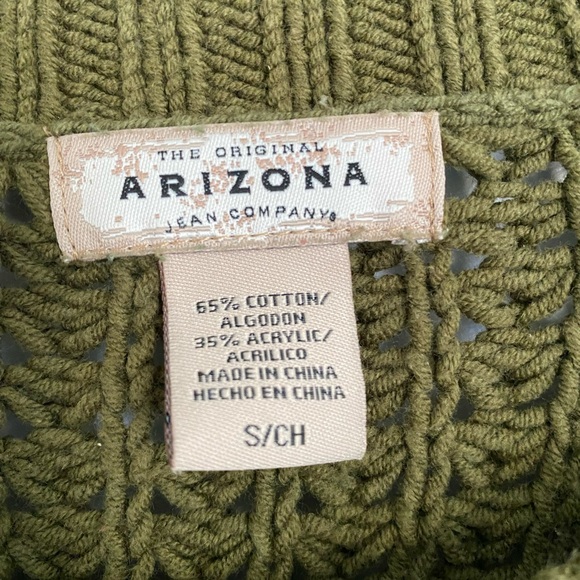 THE ORIGINAL
ARIZONA
JEAN COMPANY®
65% COTTON/
ALGODON
35% ACRYLIC/
ACRILICO
MADE IN CHINA
HECHO EN CHINA
S/CH